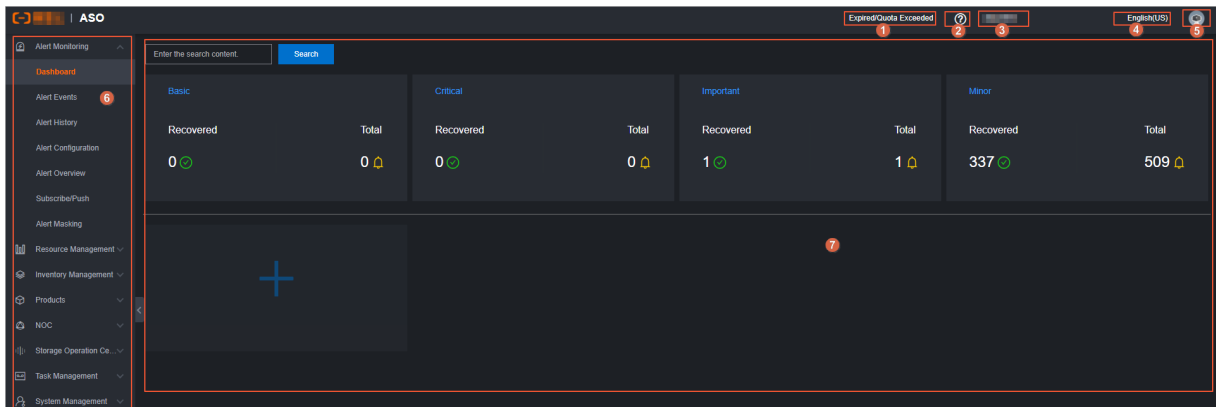 | ASO
Expired/Quota Exceeded
English(US)
1
2
3
4
5
Alert Monitoring
Dashboard
Alert Events
6
Alert History
Alert Configuration
Alert Overview
Subscribe/Push
Alert Masking
Resource Management
Inventory Management
Products
NOC
Storage Operation Ce...
Task Management
System Management
Enter the search content.
Search
Basic
Recovered Total
0 0
Critical
Recovered Total
0 0
Important
Recovered Total
1 1
Minor
Recovered Total
337 509
7